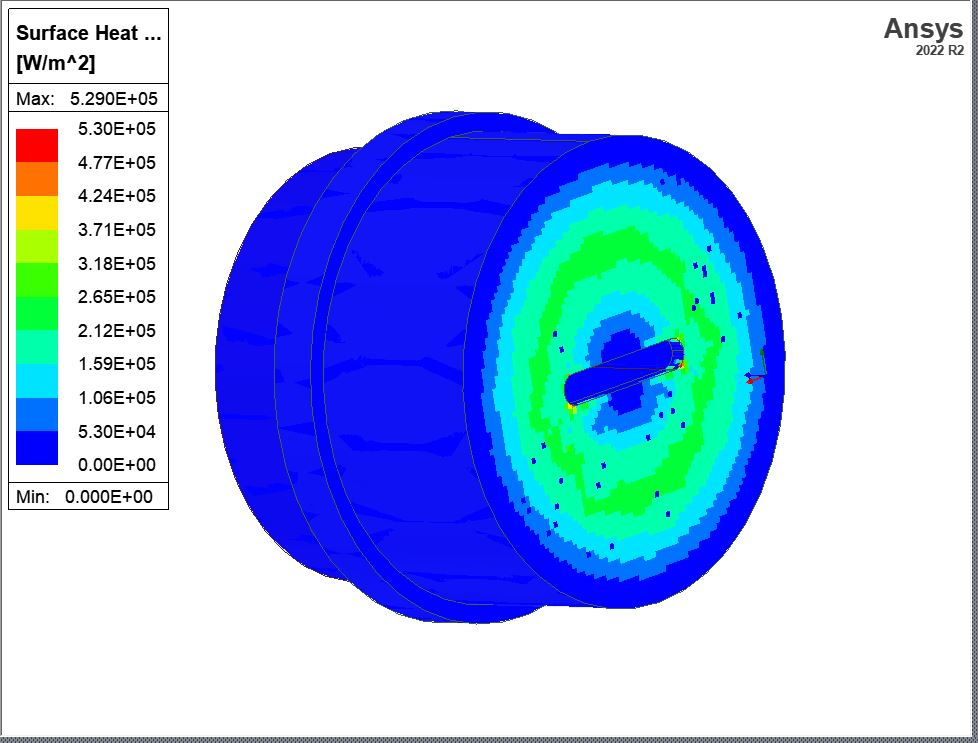 Surface Heat ...
[W/m^2]
Max: 5.290E+05
5.30E+05
4.77E+05
4.24E+05
3.71E+05
3.18E+05
2.65E+05
2.12E+05
1.59E+05
1.06E+05
5.30E+04
0.00E+00
Min: 0.000E+00
Ansys
2022 R2